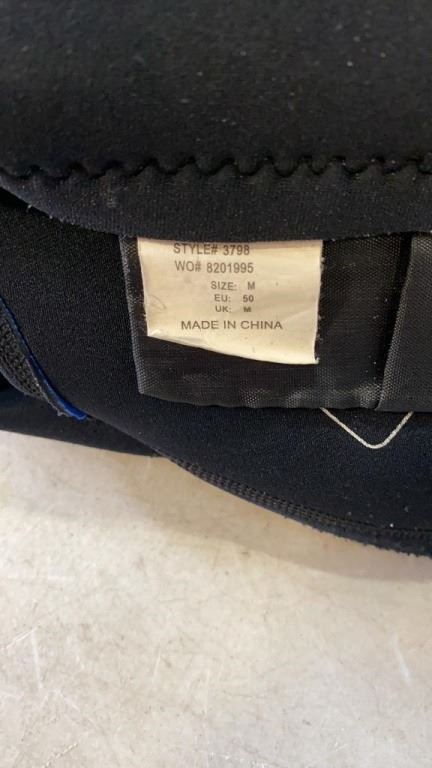 STYLE# 3798
WO# 8201995
SIZE: M
EU: 50
UK: M
MADE IN CHINA